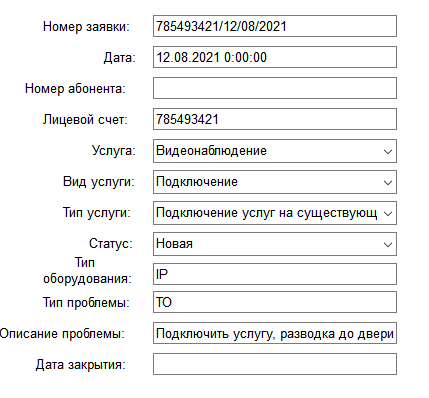 Номер заявки: 785493421/12/08/2021
Дата: 12.08.2021 0:00:00
Номер абонента:
Лицевой счет: 785493421
Услуга: Видеонаблюдение
Вид услуги: Подключение
Тип услуги: Подключение услуг на существующ
Статус: Новая
Тип
оборудования: IP
Тип проблемы: ТО
Описание проблемы: Подключить услугу, разводка до двери
Дата закрытия: